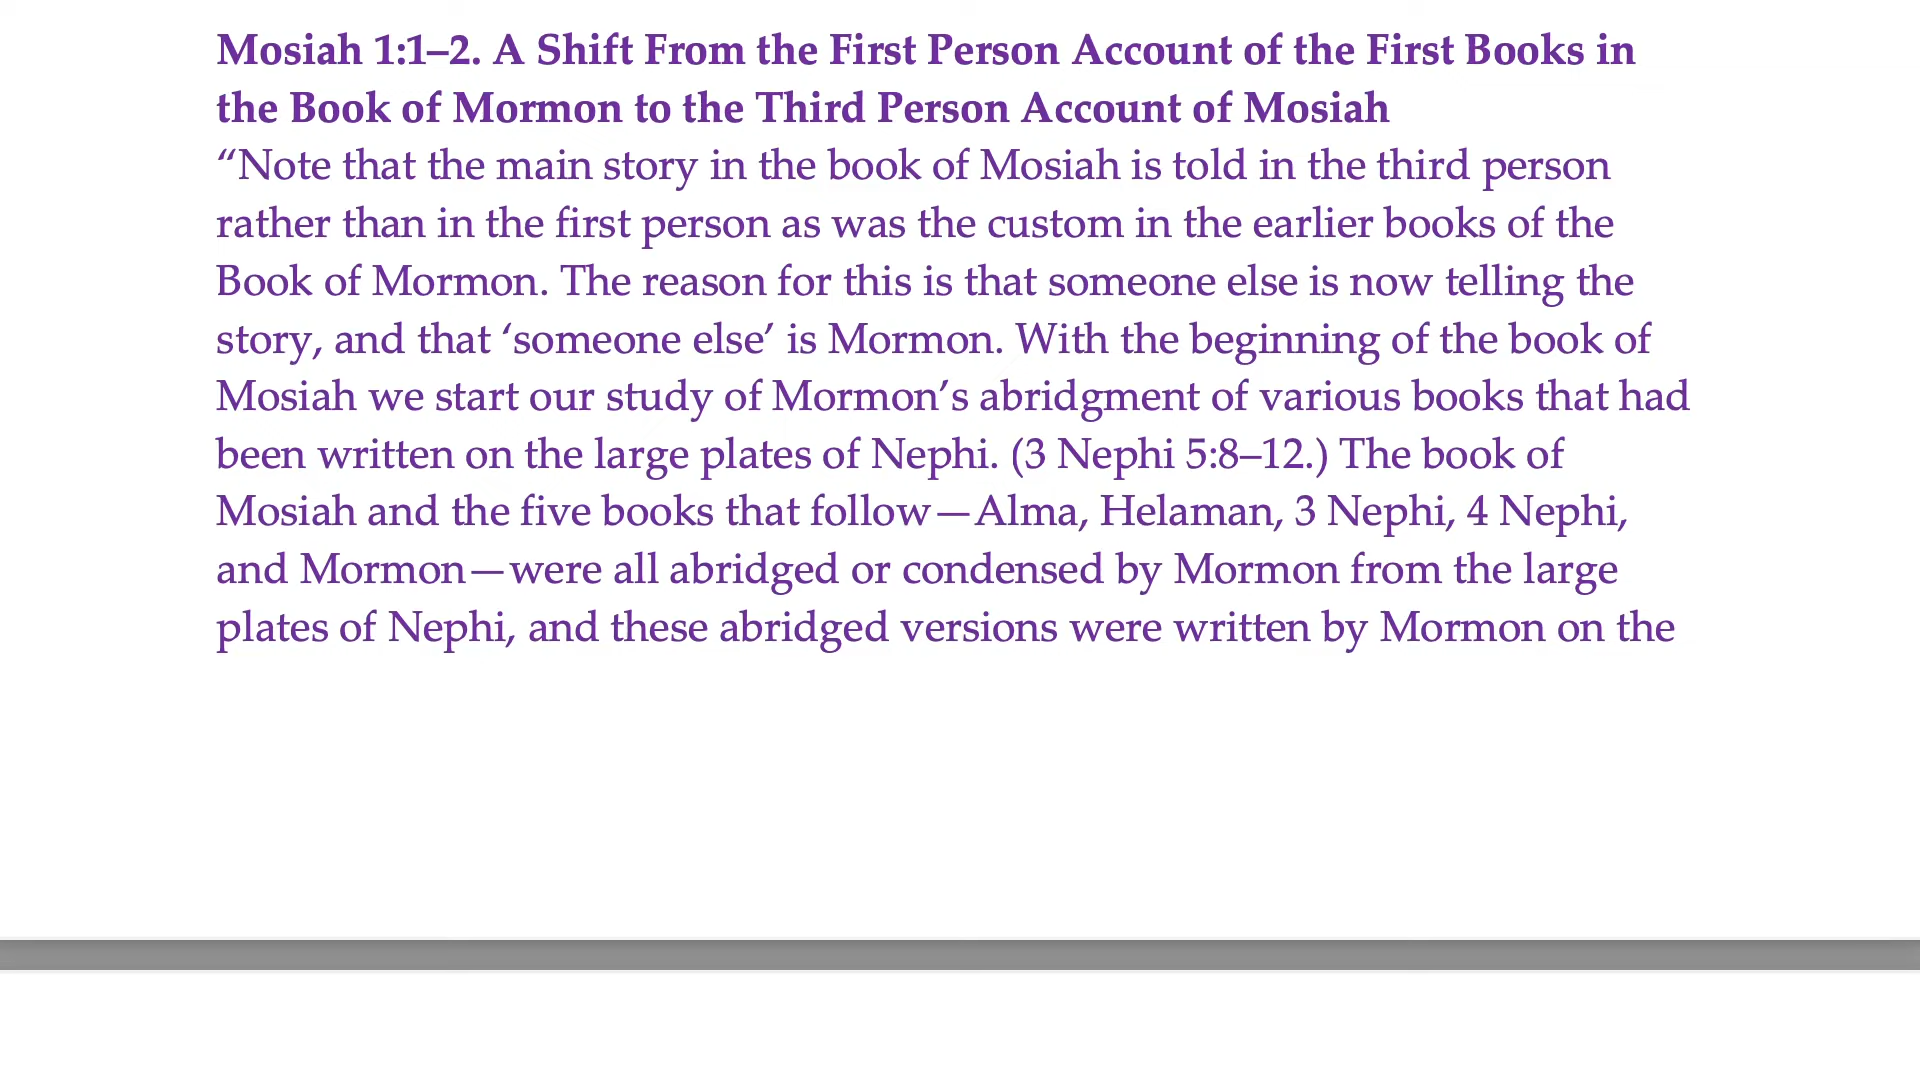 Mosiah 1:1–2. A Shift From the First Person Account of the First Books in
the Book of Mormon to the Third Person Account of Mosiah
“Note that the main story in the book of Mosiah is told in the third person
rather than in the first person as was the custom in the earlier books of the
Book of Mormon. The reason for this is that someone else is now telling the
story, and that ‘someone else’ is Mormon. With the beginning of the book of
Mosiah we start our study of Mormon’s abridgment of various books that had
been written on the large plates of Nephi. (3 Nephi 5:8–12.) The book of
Mosiah and the five books that follow—Alma, Helaman, 3 Nephi, 4 Nephi,
and Mormon—were all abridged or condensed by Mormon from the large
plates of Nephi, and these abridged versions were written by Mormon on the